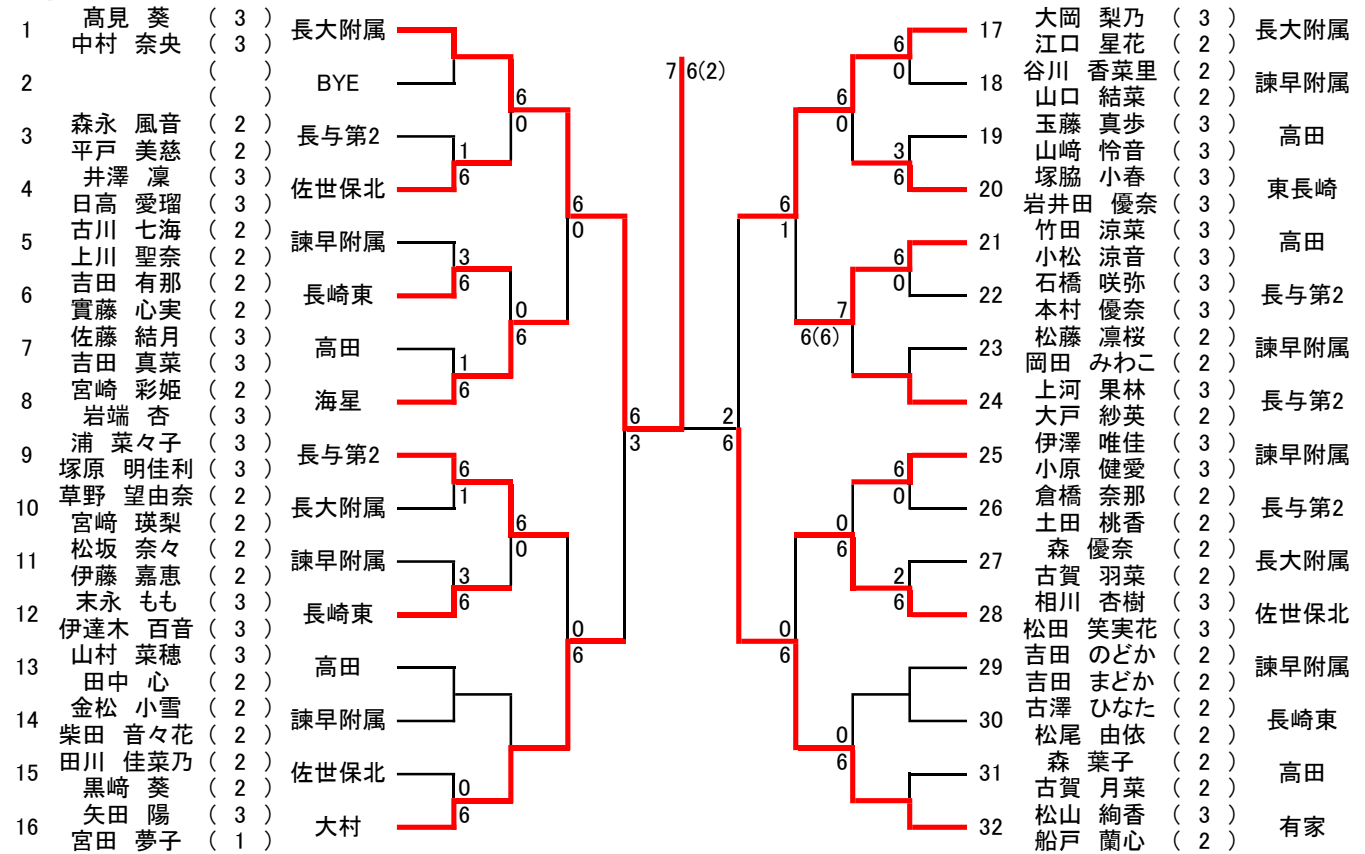 1 髙見 葵 ( 3 ) 長大附属
中村 奈央 ( 3 )
2 ( ) BYE
( )
3 森永 風音 ( 2 ) 長与第2
平戸 美慈 ( 2 )
4 井澤 凜 ( 3 ) 佐世保北
日高 愛瑠 ( 3 )
5 古川 七海 ( 2 ) 諫早附属
上川 聖奈 ( 2 )
6 吉田 有那 ( 2 ) 長崎東
實藤 心実 ( 2 )
7 佐藤 結月 ( 3 ) 高田
吉田 真菜 ( 3 )
8 宮崎 彩姫 ( 2 ) 海星
岩端 杏 ( 3 )
9 浦 菜々子 ( 3 ) 長与第2
塚原 明佳利 ( 3 )
10 草野 望由奈 ( 2 ) 長大附属
宮﨑 瑛梨 ( 2 )
11 松坂 奈々 ( 2 ) 諫早附属
伊藤 嘉恵 ( 2 )
12 末永 もも ( 3 ) 長崎東
伊達木 百音 ( 3 )
13 山村 菜穂 ( 3 ) 高田
田中 心 ( 2 )
14 金松 小雪 ( 2 ) 諫早附属
柴田 音々花 ( 2 )
15 田川 佳菜乃 ( 2 ) 佐世保北
黒﨑 葵 ( 2 )
16 矢田 陽 ( 3 ) 大村
宮田 夢子 ( 1 )
1
6
3
6
1
6
6
1
3
6
0
6
6
0
0
6
6
0
6
0
0
6
6
3
7 6(2)
2
6
6
1
0
6
6
0
7
6(6)
0
6
0
6
6
0
3
6
6
0
6
0
2
6
17 大岡 梨乃 ( 3 ) 長大附属
江口 星花 ( 2 )
18 谷川 香菜里 ( 2 ) 諫早附属
山口 結菜 ( 2 )
19 玉藤 真歩 ( 3 ) 高田
山﨑 怜音 ( 3 )
20 塚脇 小春 ( 3 ) 東長崎
岩井田 優奈 ( 3 )
21 竹田 涼菜 ( 3 ) 高田
小松 涼音 ( 3 )
22 石橋 咲弥 ( 3 ) 長与第2
本村 優奈 ( 3 )
23 松藤 凛桜 ( 2 ) 諫早附属
岡田 みわこ ( 2 )
24 上河 果林 ( 3 ) 長与第2
大戸 紗英 ( 2 )
25 伊澤 唯佳 ( 3 ) 諫早附属
小原 健愛 ( 3 )
26 倉橋 奈那 ( 2 ) 長与第2
土田 桃香 ( 2 )
27 森 優奈 ( 2 ) 長大附属
古賀 羽菜 ( 2 )
28 相川 杏樹 ( 3 ) 佐世保北
松田 笑実花 ( 3 )
29 吉田 のどか ( 2 ) 諫早附属
吉田 まどか ( 2 )
30 古澤 ひなた ( 2 ) 長崎東
松尾 由依 ( 2 )
31 森 葉子 ( 2 ) 高田
古賀 月菜 ( 2 )
32 松山 絢香 ( 3 ) 有家
船戸 蘭心 ( 2 )